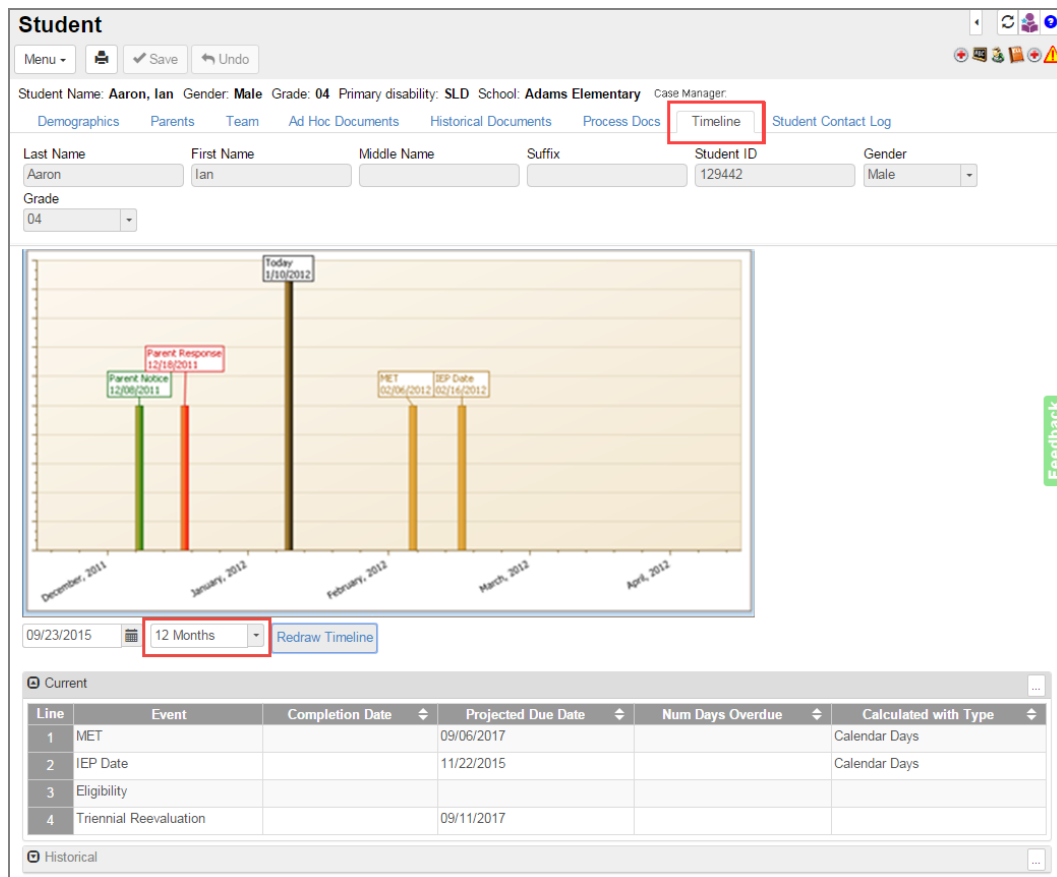 Student
Menu
Save
Undo
Student Name: Aaron, Ian Gender: Male Grade: 04 Primary disability: SLD School: Adams Elementary Case Manager:
Demographics Parents Team Ad Hoc Documents Historical Documents Process Docs Timeline Student Contact Log
Last Name First Name Middle Name Suffix Student ID Gender
Aaron Ian 129442 Male
Grade
04
Today
1/10/2012
Parent Response
12/18/2011
Parent Notice
12/08/2011
MET
02/06/2012
IEP Date
02/16/2012
December, 2011 January, 2012 February, 2012 March, 2012 April, 2012
Feedback
09/23/2015 12 Months Redraw Timeline
Current
...
Line Event Completion Date Projected Due Date Num Days Overdue Calculated with Type
1 MET 09/06/2017 Calendar Days
2 IEP Date 11/22/2015 Calendar Days
3 Eligibility
4 Triennial Reevaluation 09/11/2017
Historical
...